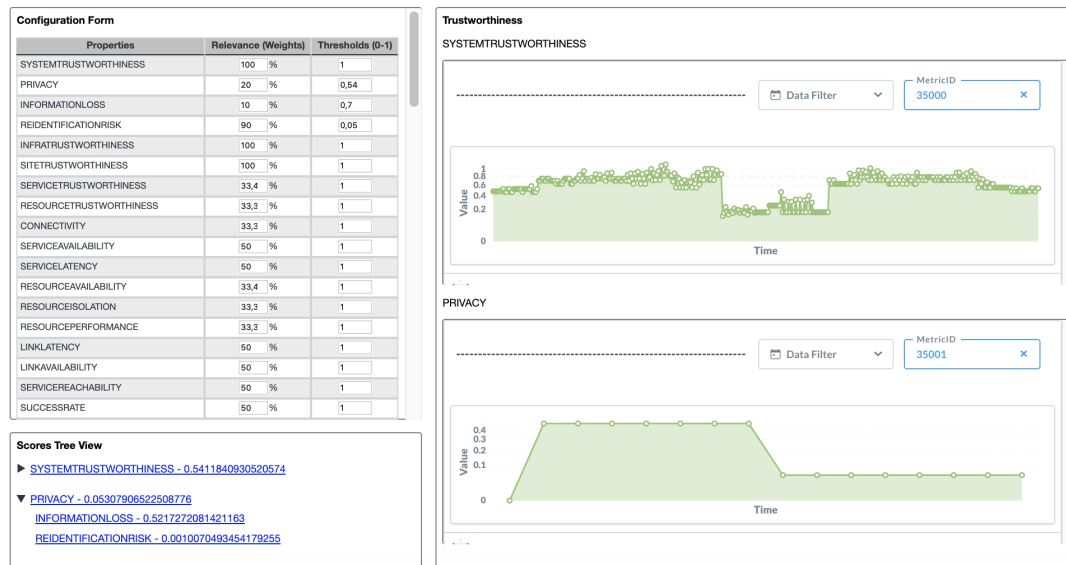 Configuration Form
Properties Relevance (Weights) Thresholds (0-1)
SYSTEMTRUSTWORTHINESS 100 % 1
PRIVACY 20 % 0,54
INFORMATIONLOSS 10 % 0,7
REIDENTIFICATIONRISK 90 % 0,05
INFRATRUSTWORTHINESS 100 % 1
SITETRUSTWORTHINESS 100 % 1
SERVICETRUSTWORTHINESS 33,4 % 1
RESOURCETRUSTWORTHINESS 33,3 % 1
CONNECTIVITY 33,3 % 1
SERVICEAVAILABILITY 50 % 1
SERVICELATENCY 50 % 1
RESOURCEAVAILABILITY 33,4 % 1
RESOURCEISOLATION 33,3 % 1
RESOURCEPERFORMANCE 33,3 % 1
LINKLATENCY 50 % 1
LINKAVAILABILITY 50 % 1
SERVICEREACHABILITY 50 % 1
SUCCESSRATE 50 % 1
Scores Tree View
▶ SYSTEMTRUSTWORTHINESS - 0.5411840930520574
▼ PRIVACY - 0.05307906522508776
INFORMATIONLOSS - 0.5217272081421163
REIDENTIFICATIONRISK - 0.0010070493454179255
Trustworthiness
SYSTEMTRUSTWORTHINESS
Data Filter
MetricID
35000 ×
1
0.8
0.6
0.4
0.2
0
Value
Time
PRIVACY
Data Filter
MetricID
35001 ×
0.4
0.3
0.2
0.1
0
Value
Time